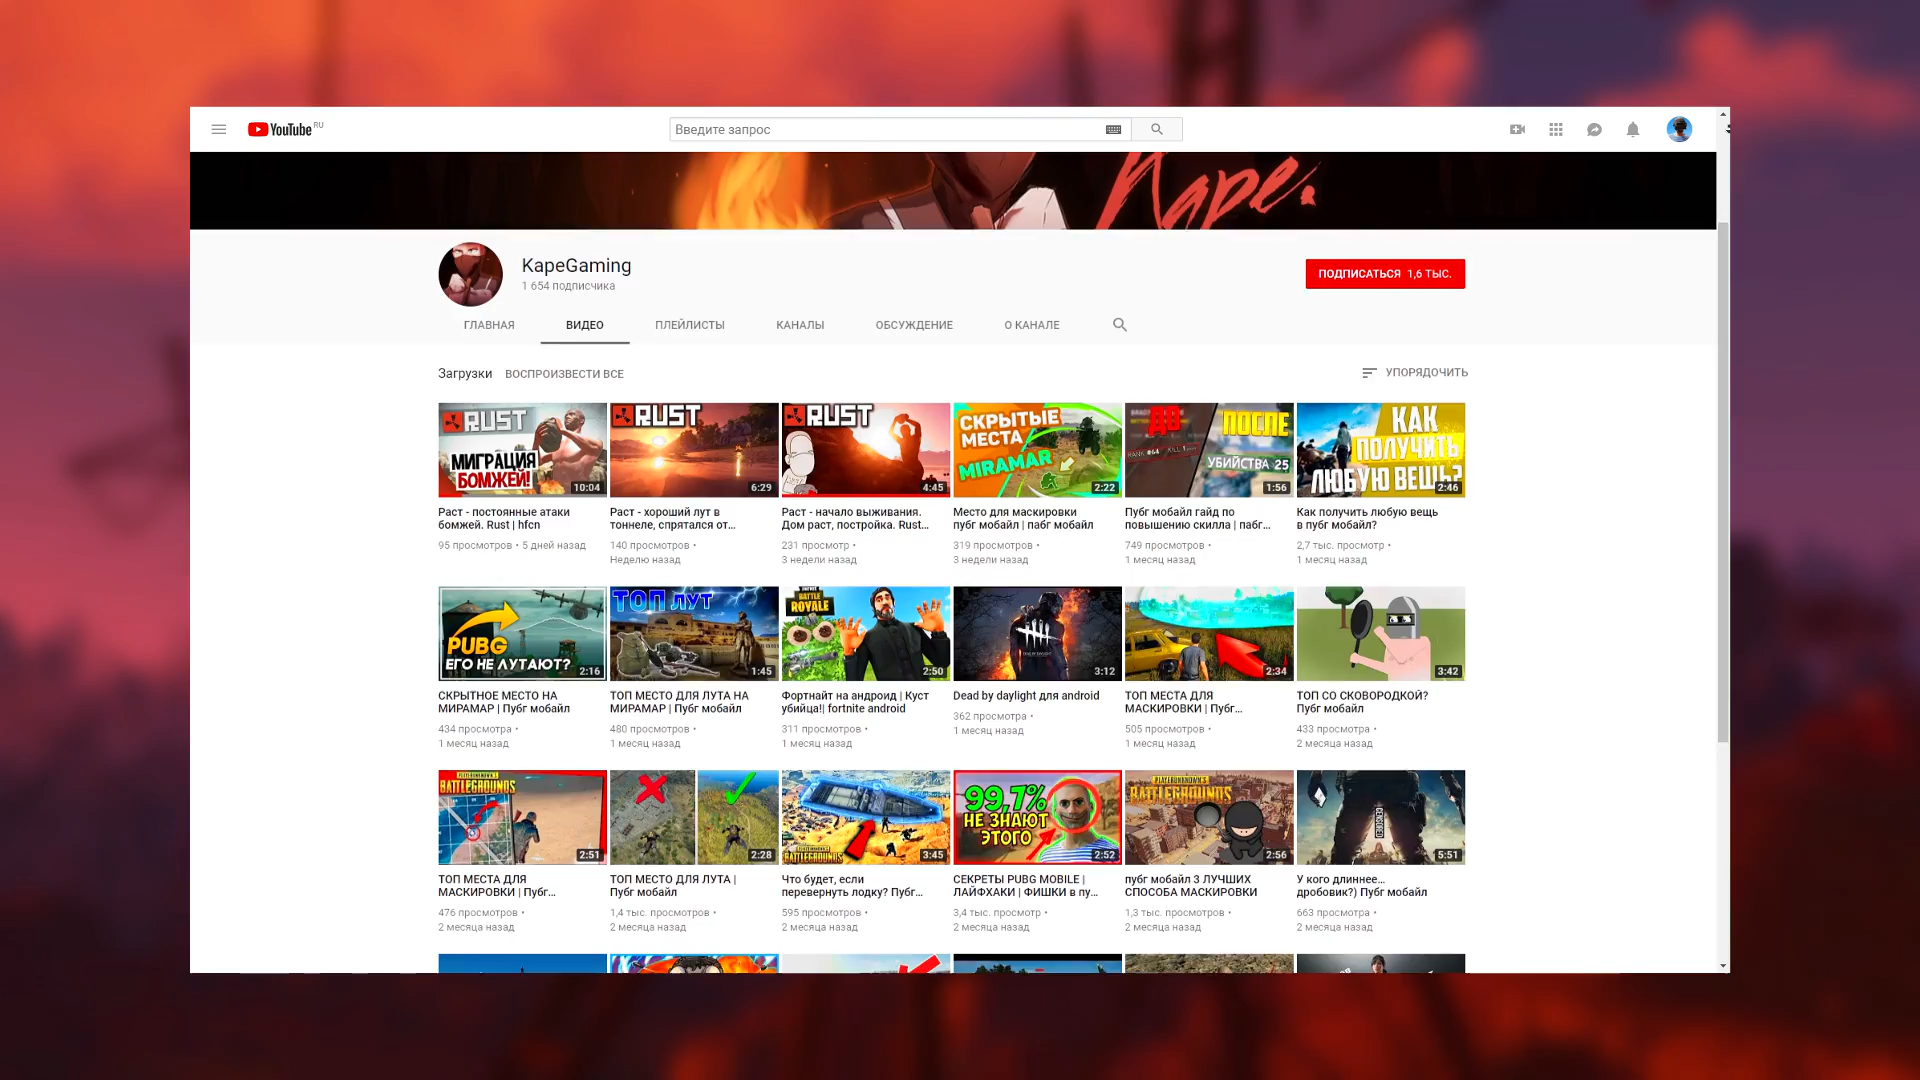 YouTube RU
Введите запрос
Kape.
KapeGaming
1 654 подписчика
ПОДПИСАТЬСЯ 1,6 ТЫС.
ГЛАВНАЯ
ВИДЕО
ПЛЕЙЛИСТЫ
КАНАЛЫ
ОБСУЖДЕНИЕ
О КАНАЛЕ
Загрузки
ВОСПРОИЗВЕСТИ ВСЕ
УПОРЯДОЧИТЬ
RUST
МИГРАЦИЯ
БОМЖЕЙ!
10:04
Раст - постоянные атаки
бомжей. Rust | hfcn
95 просмотров • 5 дней назад
RUST
6:29
Раст - хороший лут в
тоннеле, спрятался от...
140 просмотров •
Неделю назад
RUST
4:45
Раст - начало выживания.
Дом раст, постройка. Rust...
231 просмотр •
3 недели назад
СКРЫТЫЕ
МЕСТА
MIRAMAR
2:22
Место для маскировки
пубг мобайл | пабг мобайл
319 просмотров •
3 недели назад
ДО
ПОСЛЕ
RANK #64 KILL 1
УБИЙСТВА 25
1:56
Пубг мобайл гайд по
повышению скилла | пабг...
749 просмотров •
1 месяц назад
КАК
ПОЛУЧИТЬ
ЛЮБУЮ ВЕЩЬ?
2:46
Как получить любую вещь
в пубг мобайл?
2,7 тыс. просмотр •
1 месяц назад
PUBG
ЕГО НЕ ЛУТАЮТ?
2:16
СКРЫТНОЕ МЕСТО НА
МИРАМАР | Пубг мобайл
434 просмотра •
1 месяц назад
ТОП ЛУТ
1:45
ТОП МЕСТО ДЛЯ ЛУТА НА
МИРАМАР | Пубг мобайл
480 просмотров •
1 месяц назад
BATTLE
ROYALE
2:50
Фортнайт на андроид | Куст
убийца!| fortnite android
311 просмотров •
1 месяц назад
DEAD BY DAYLIGHT
3:12
Dead by daylight для android
362 просмотра •
1 месяц назад
2:34
ТОП МЕСТА ДЛЯ
МАСКИРОВКИ | Пубг...
505 просмотров •
1 месяц назад
3:42
ТОП СО СКОВОРОДКОЙ?
Пубг мобайл
433 просмотра •
2 месяца назад
PLAYERUNKNOWN'S
BATTLEGROUNDS
2:51
ТОП МЕСТА ДЛЯ
МАСКИРОВКИ | Пубг...
476 просмотров •
2 месяца назад
2:28
ТОП МЕСТО ДЛЯ ЛУТА |
Пубг мобайл
1,4 тыс. просмотров •
2 месяца назад
BATTLEGROUNDS
3:45
Что будет, если
перевернуть лодку? Пубг...
595 просмотров •
2 месяца назад
99,7%
НЕ ЗНАЮТ
ЭТОГО
2:52
СЕКРЕТЫ PUBG MOBILE |
ЛАЙФХАКИ | ФИШКИ в пу...
3,4 тыс. просмотр •
2 месяца назад
PLAYERUNKNOWN'S
BATTLEGROUNDS
2:56
пубг мобайл 3 ЛУЧШИХ
СПОСОБА МАСКИРОВКИ
1,3 тыс. просмотров •
2 месяца назад
CENSORED
5:51
У кого длиннее...
дробовик?) Пубг мобайл
663 просмотра •
2 месяца назад